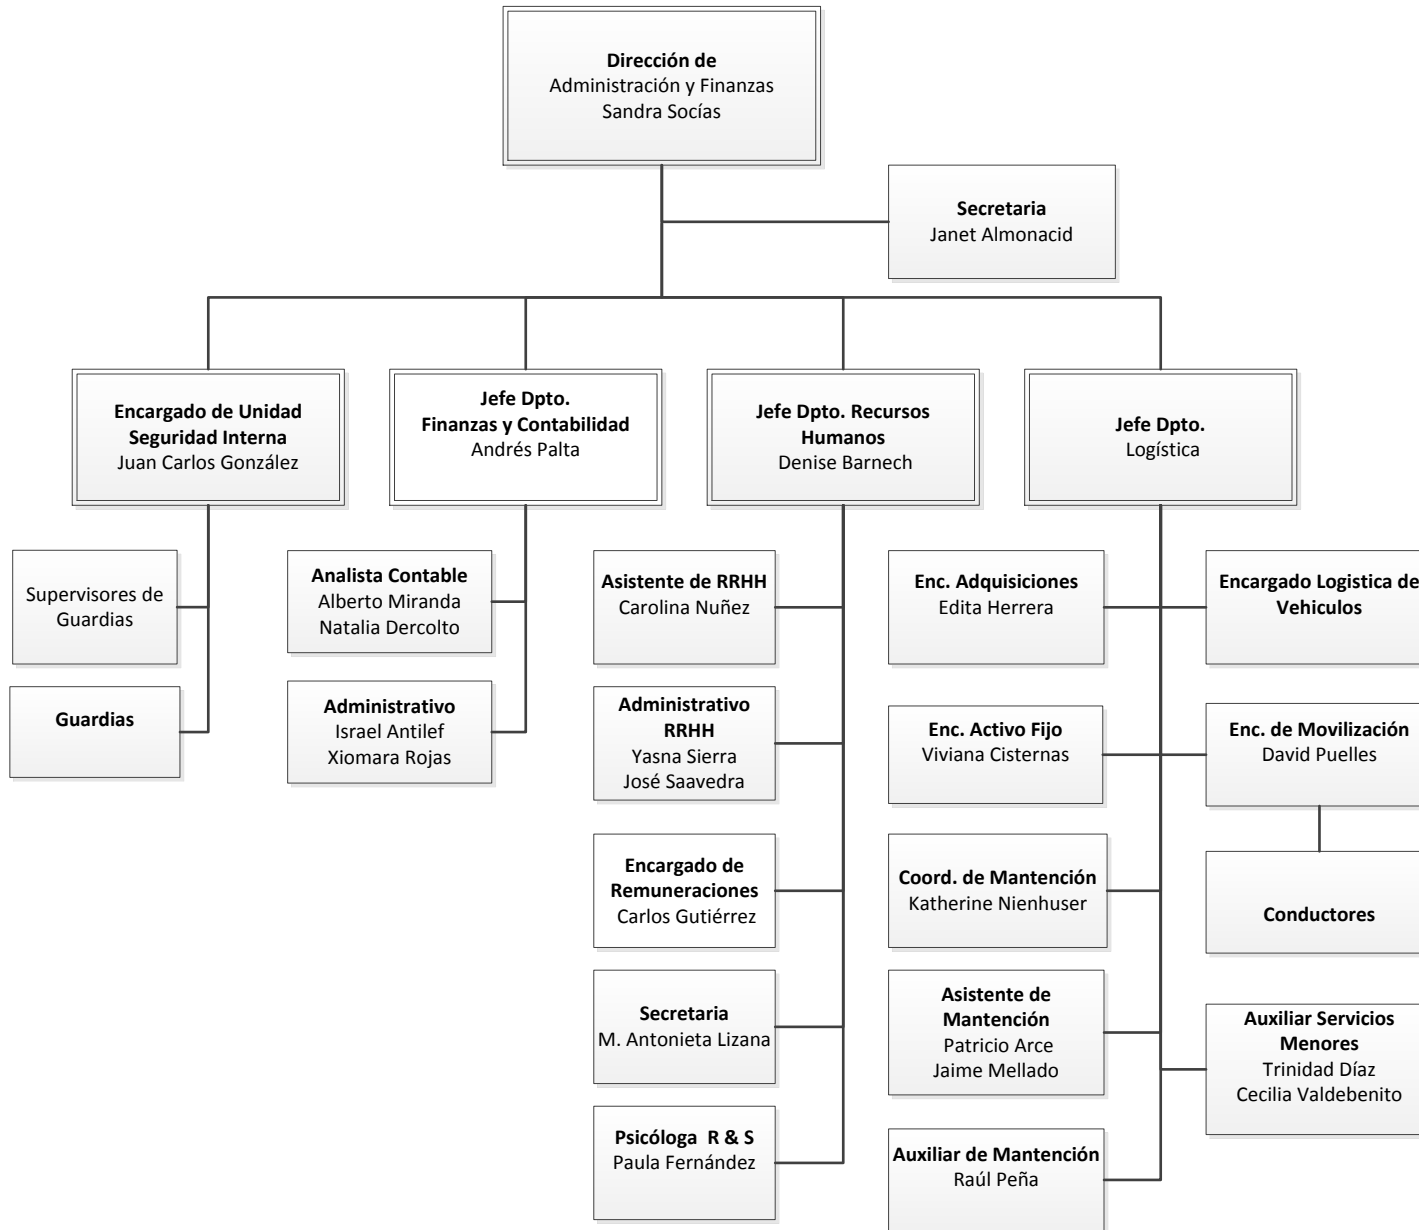 Dirección de
Administración y Finanzas
Sandra Socías
Secretaria
Janet Almonacid
Encargado de Unidad
Seguridad Interna
Juan Carlos González
Jefe Dpto.
Finanzas y Contabilidad
Andrés Palta
Jefe Dpto. Recursos
Humanos
Denise Barnech
Jefe Dpto.
Logística
Supervisores de
Guardias
Guardias
Analista Contable
Alberto Miranda
Natalia Dercolto
Administrativo
Israel Antilef
Xiomara Rojas
Asistente de RRHH
Carolina Nuñez
Administrativo
RRHH
Yasna Sierra
José Saavedra
Encargado de
Remuneraciones
Carlos Gutiérrez
Secretaria
M. Antonieta Lizana
Psicóloga R & S
Paula Fernández
Enc. Adquisiciones
Edita Herrera
Enc. Activo Fijo
Viviana Cisternas
Coord. de Mantención
Katherine Nienhuser
Asistente de
Mantención
Patricio Arce
Jaime Mellado
Auxiliar de Mantención
Raúl Peña
Encargado Logistica de
Vehiculos
Enc. de Movilización
David Puelles
Conductores
Auxiliar Servicios
Menores
Trinidad Díaz
Cecilia Valdebenito